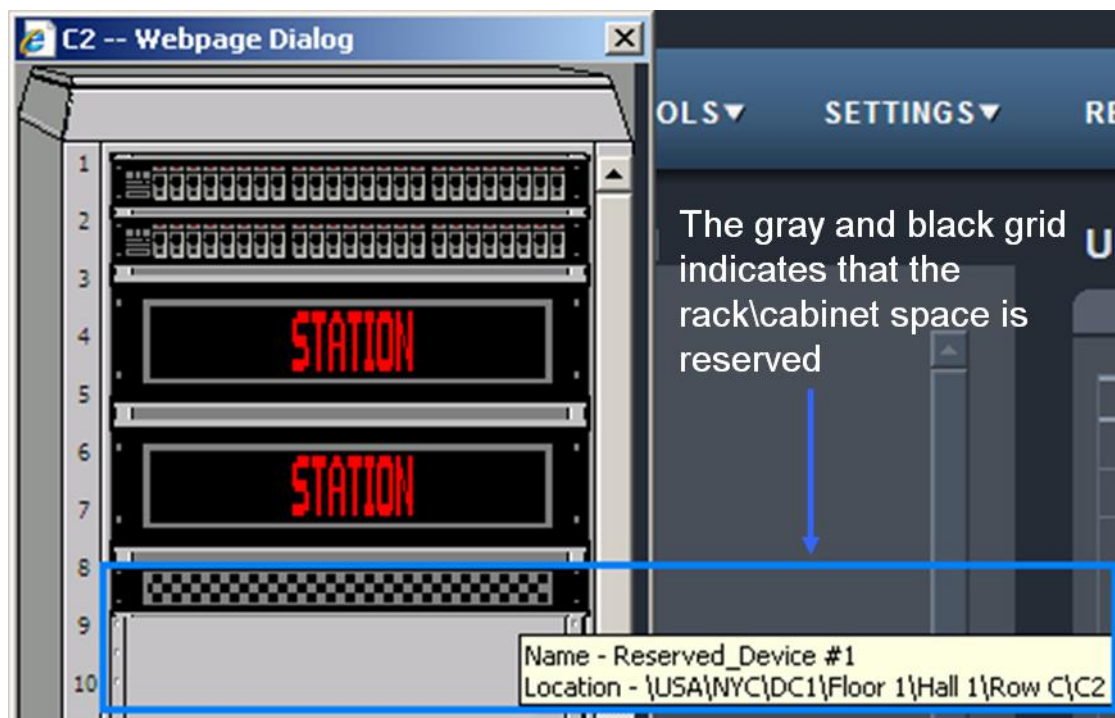 C2 -- Webpage Dialog
OLS▼ SETTINGS▼ RE
1
2
3
4
5
6
7
8
9
10
STATION
STATION
The gray and black grid
indicates that the
rack\cabinet space is
reserved
U
Name - Reserved_Device #1
Location - \USA\NYC\DC1\Floor 1\Hall 1\Row C\C2